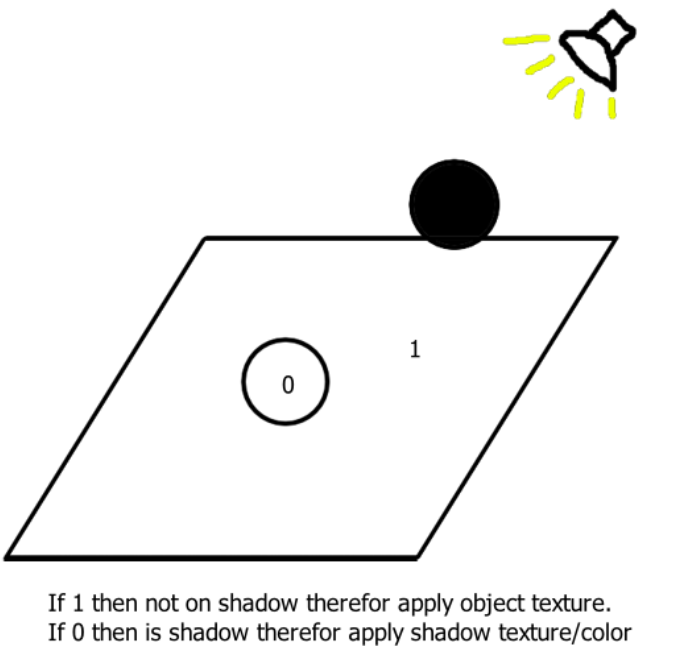 1
0
If 1 then not on shadow therefor apply object texture.
If 0 then is shadow therefor apply shadow texture/color